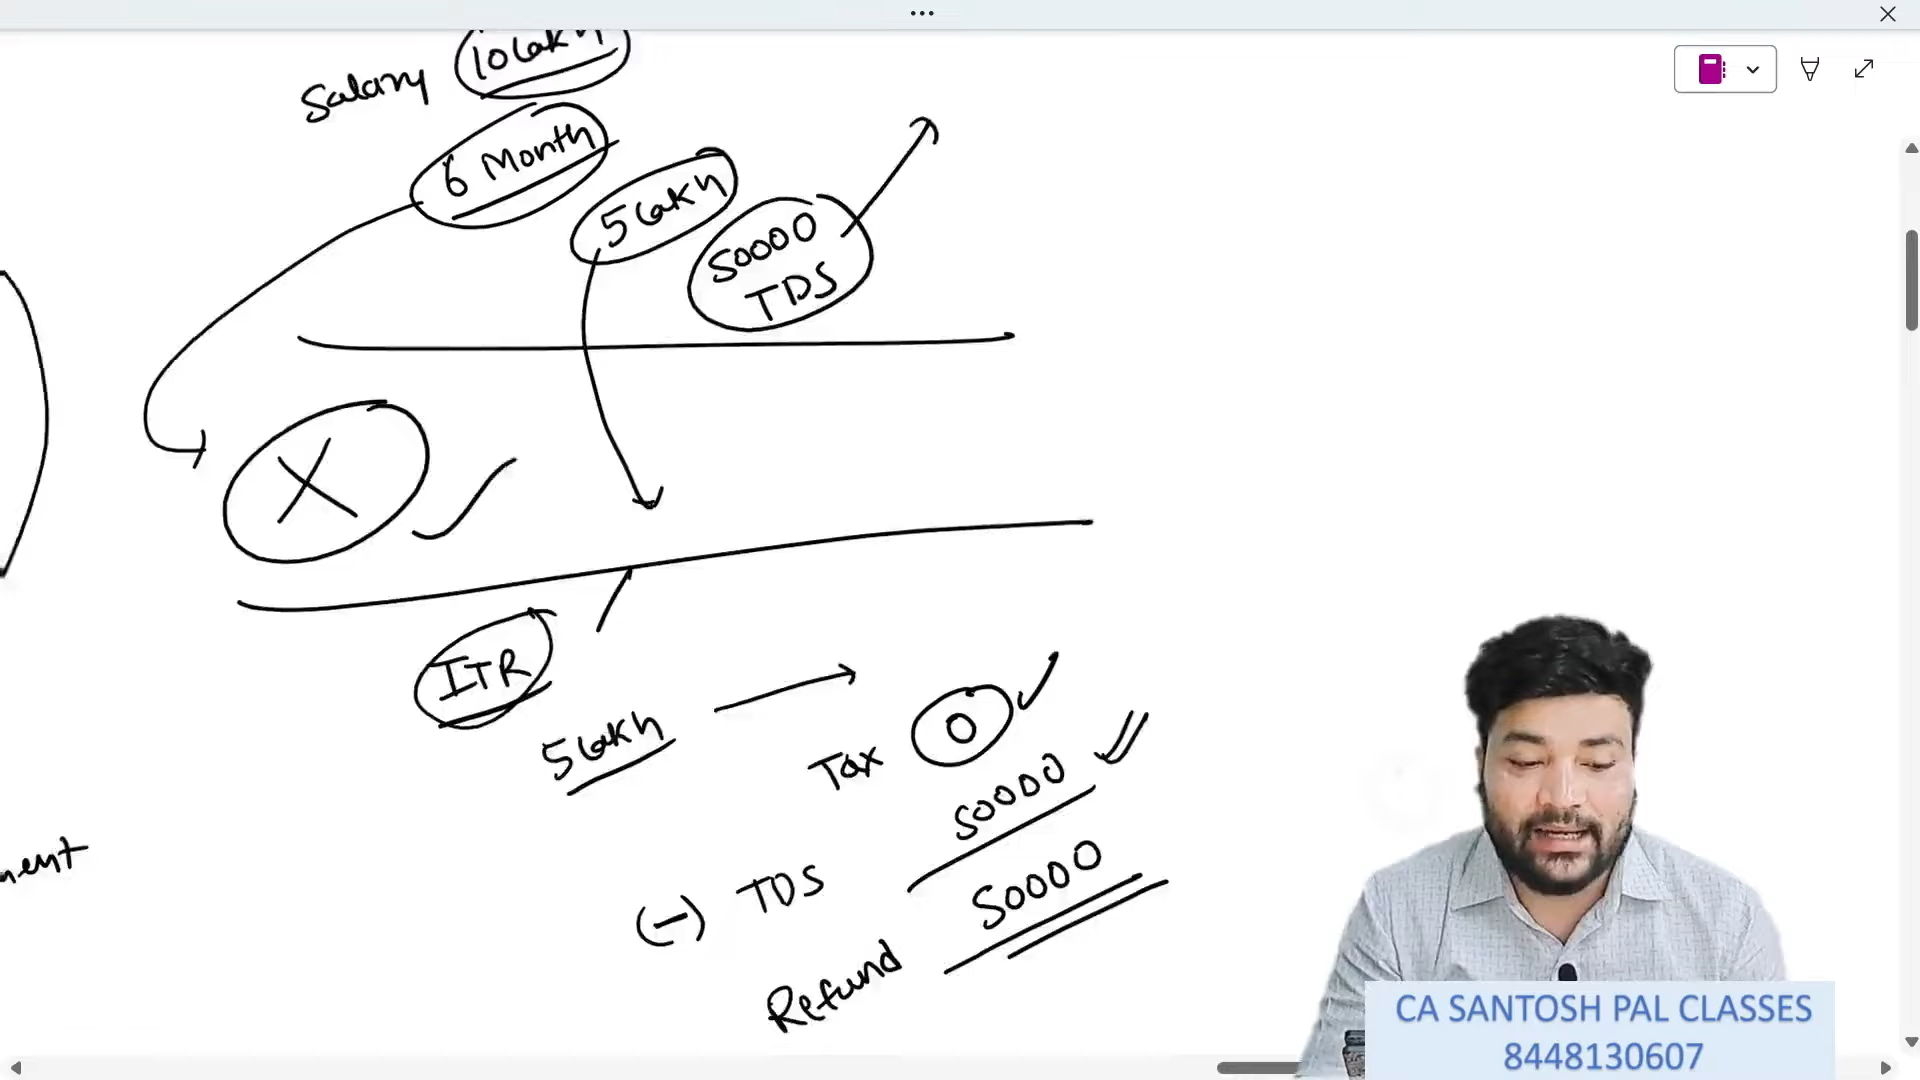 Salary 10 Lakh
6 Month
5 Lakh
50000
TDS
X
ITR
5 Lakh
Tax 0
50000
(-) TDS
50000
Refund
ment
CA SANTOSH PAL CLASSES
8448130607